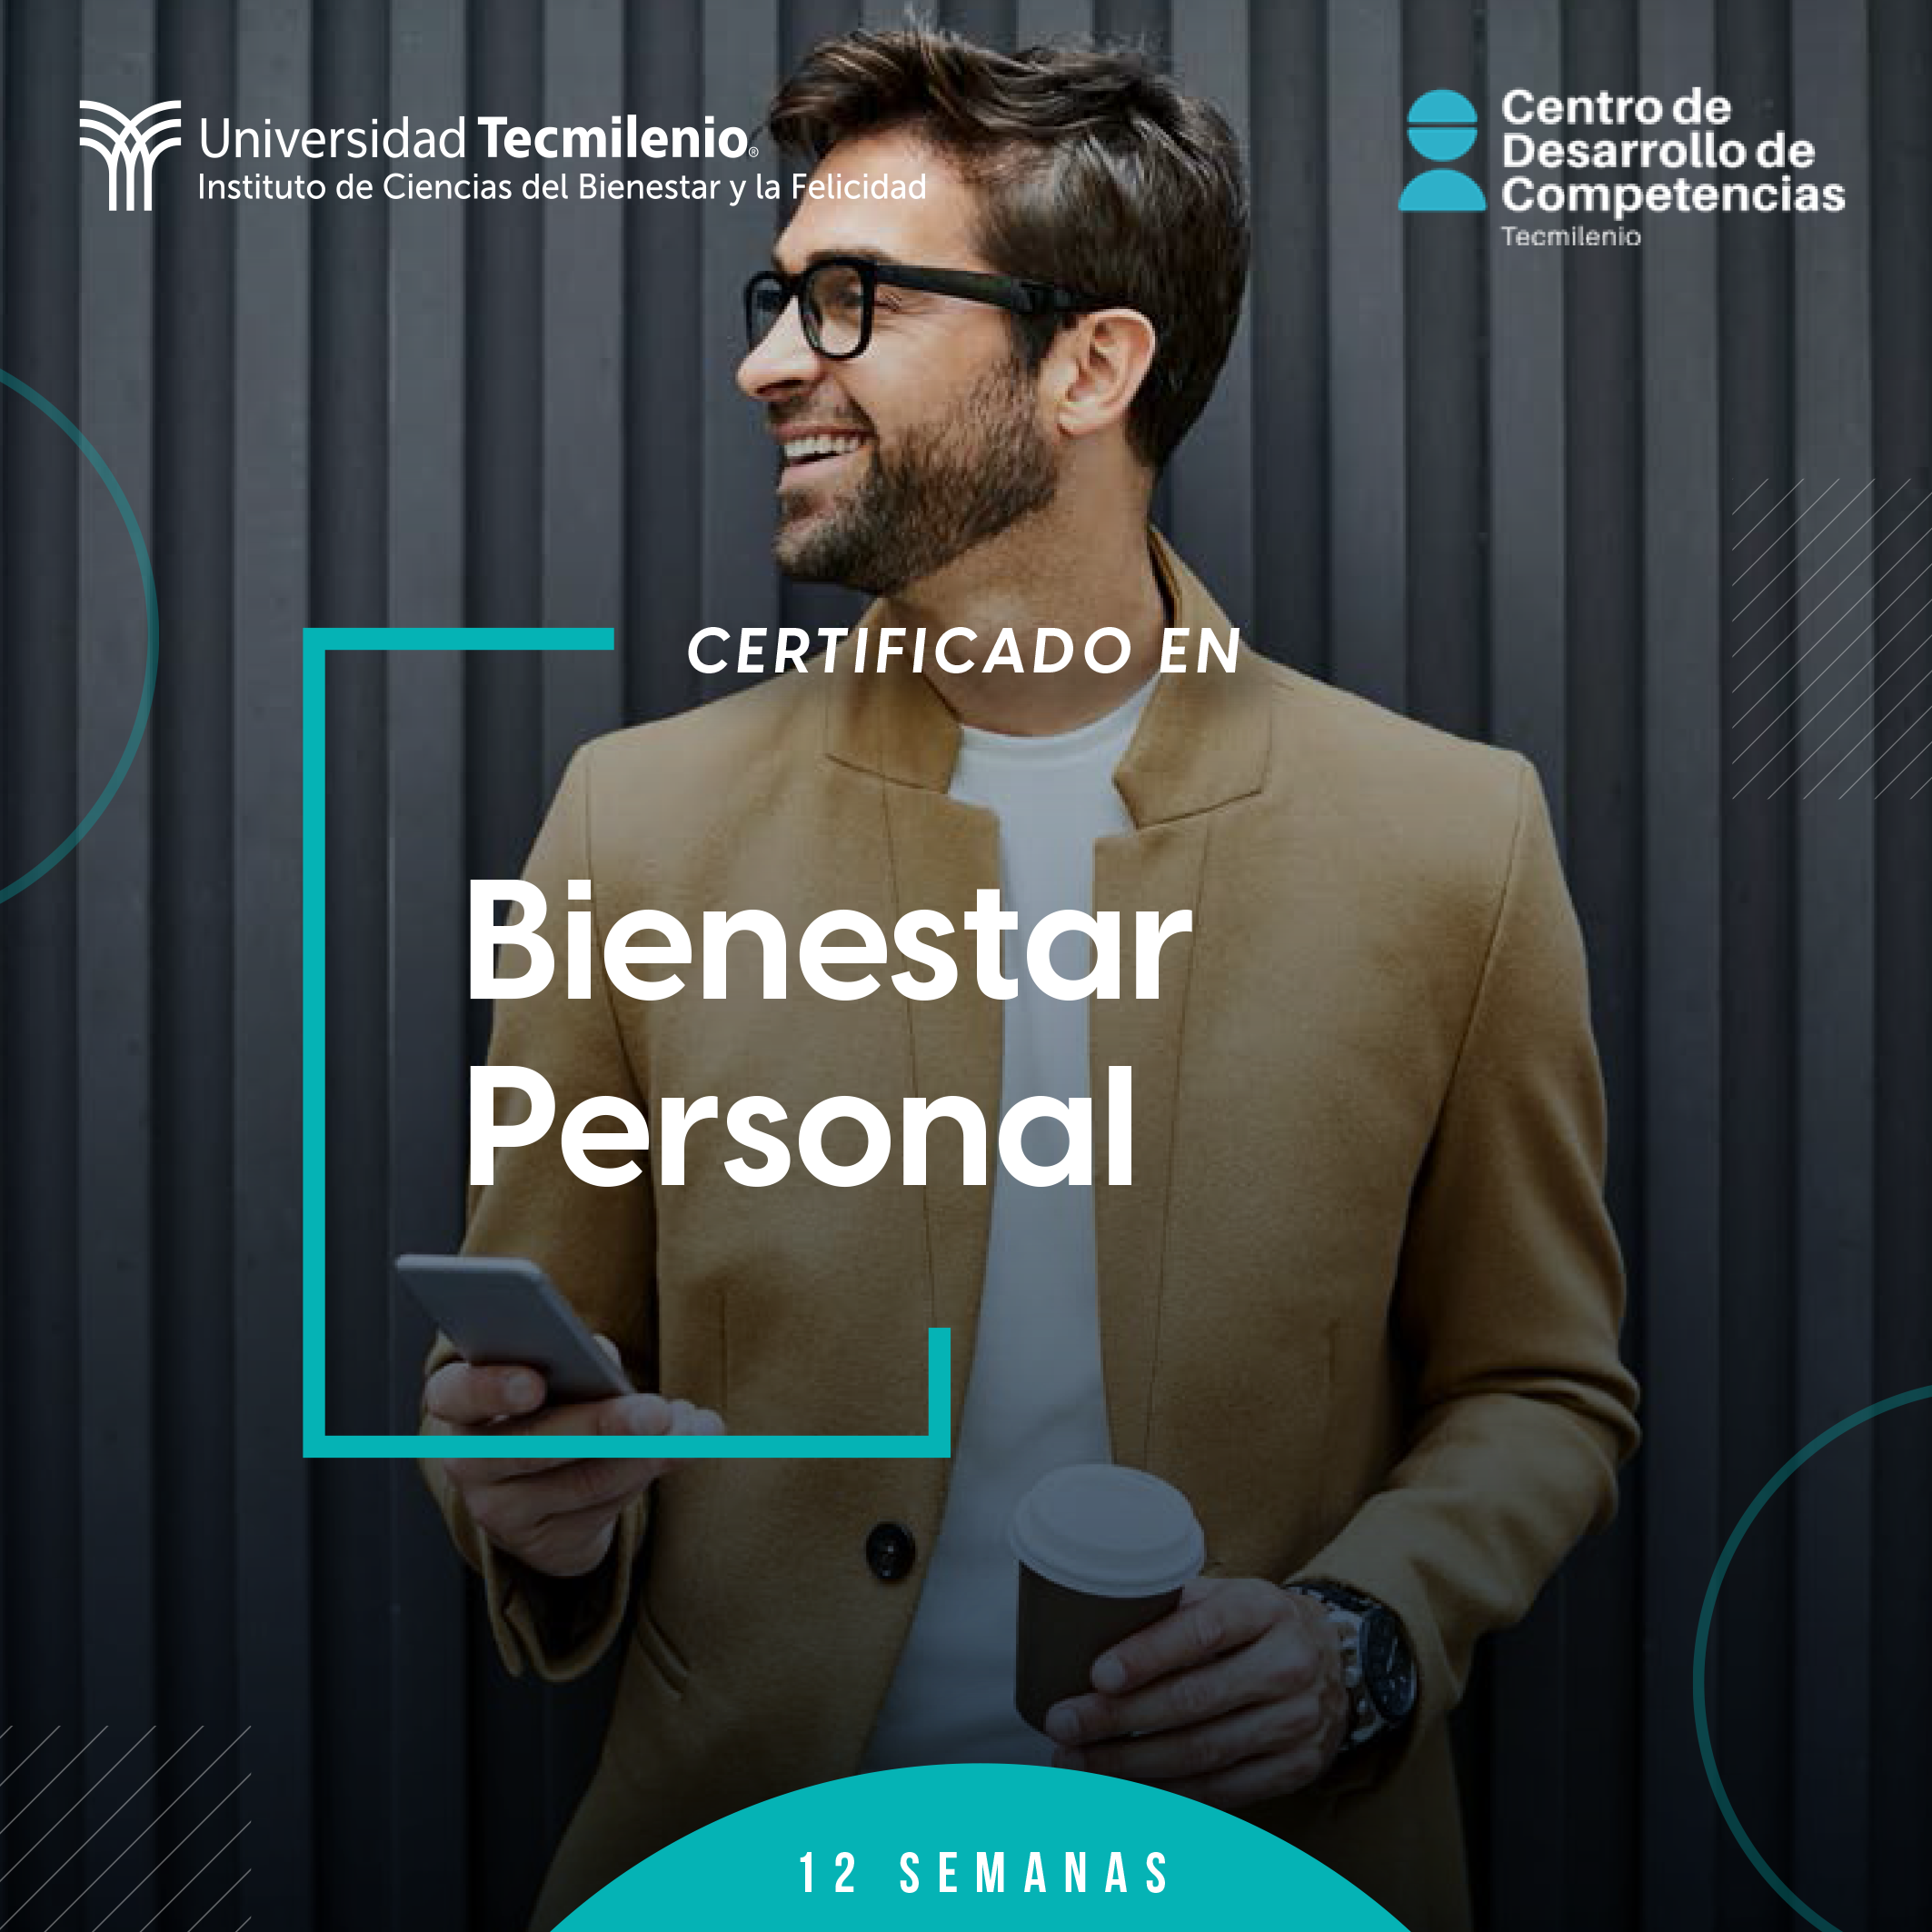 Universidad Tecmilenio®
Instituto de Ciencias del Bienestar y la Felicidad
Centro de
Desarrollo de
Competencias
Tecmilenio
CERTIFICADO EN
Bienestar
Personal
12 SEMANAS